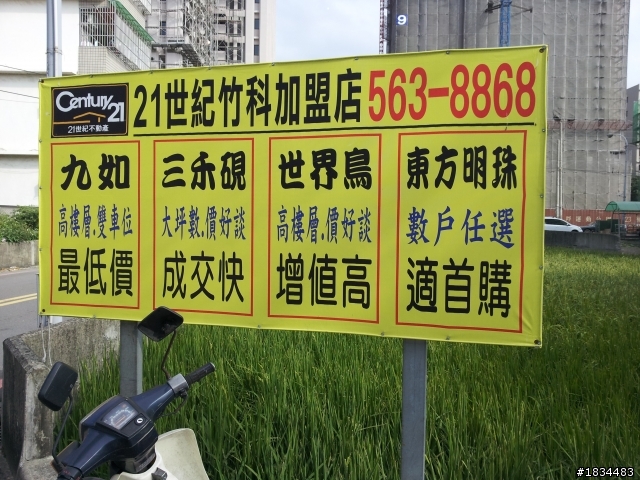 9
Century 21
21世紀不動產
21世紀竹科加盟店 563-8868
九如
高樓層.雙車位
最低價
三禾硯
大坪數.價好談
成交快
世界鳥
高樓層.價好談
增值高
東方明珠
數戶任選
適首購
#1834483